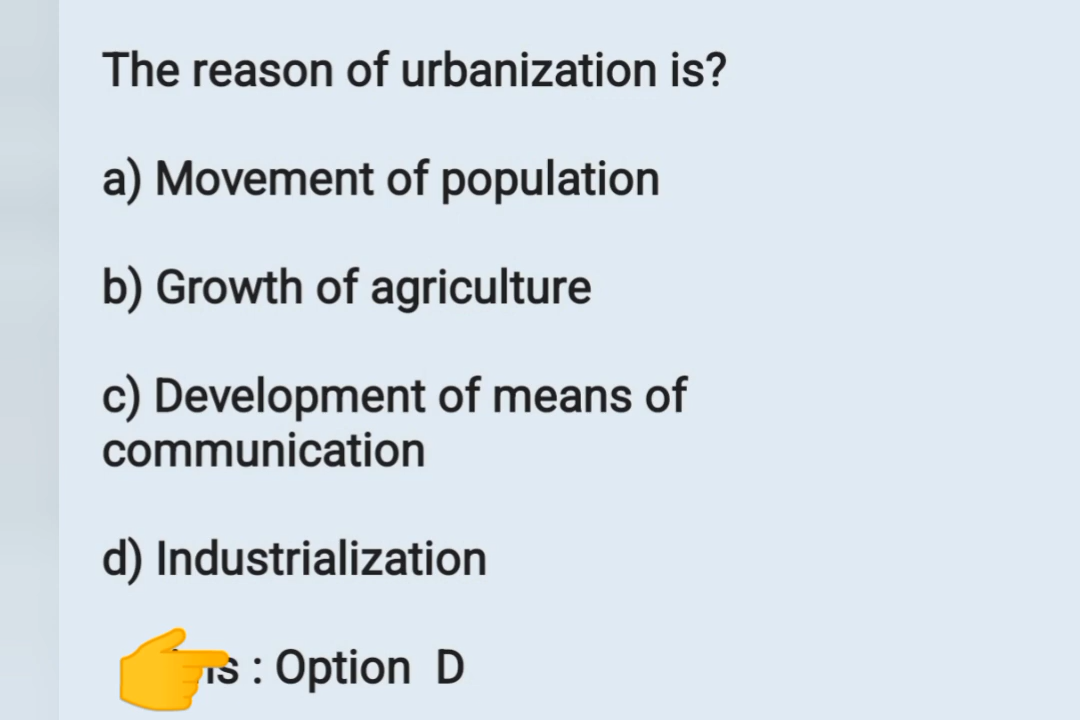 The reason of urbanization is?
a) Movement of population
b) Growth of agriculture
c) Development of means of
communication
d) Industrialization
: Option D